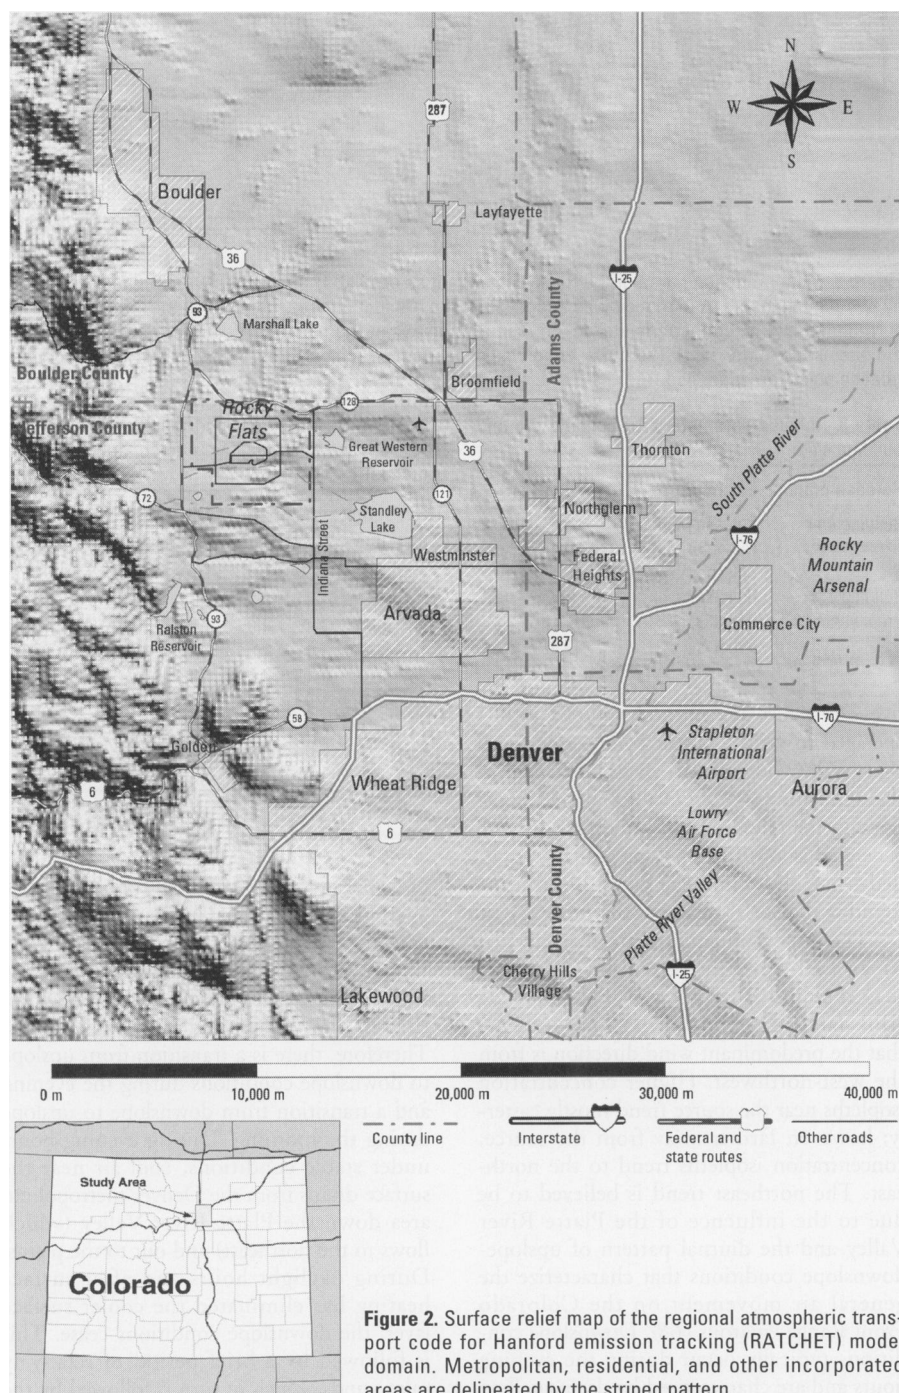 N
W E
S
287
Boulder
Layfayette
36
I-25
93
Marshall Lake
Adams County
Boulder County
Broomfield
Jefferson County
Rocky
Flats
128
Great Western
Reservoir
36
Thornton
South Platte River
72
121
Standley
Lake
Northglenn
I-76
Indiana Street
Westminster
Federal
Heights
Rocky
Mountain
Arsenal
Arvada
93
Ralston
Reservoir
287
Commerce City
58
I-70
Golden
Denver
Stapleton
International
Airport
Wheat Ridge
Aurora
6
6
Lowry
Air Force
Base
Denver County
Platte River Valley
Cherry Hills
Village
I-25
Lakewood
0 m 10,000 m 20,000 m 30,000 m 40,000 m
County line
Interstate
Federal and
state routes
Other roads
Study Area
Colorado
Figure 2. Surface relief map of the regional atmospheric trans-
port code for Hanford emission tracking (RATCHET) model
domain. Metropolitan, residential, and other incorporated
areas are delineated by the striped pattern.